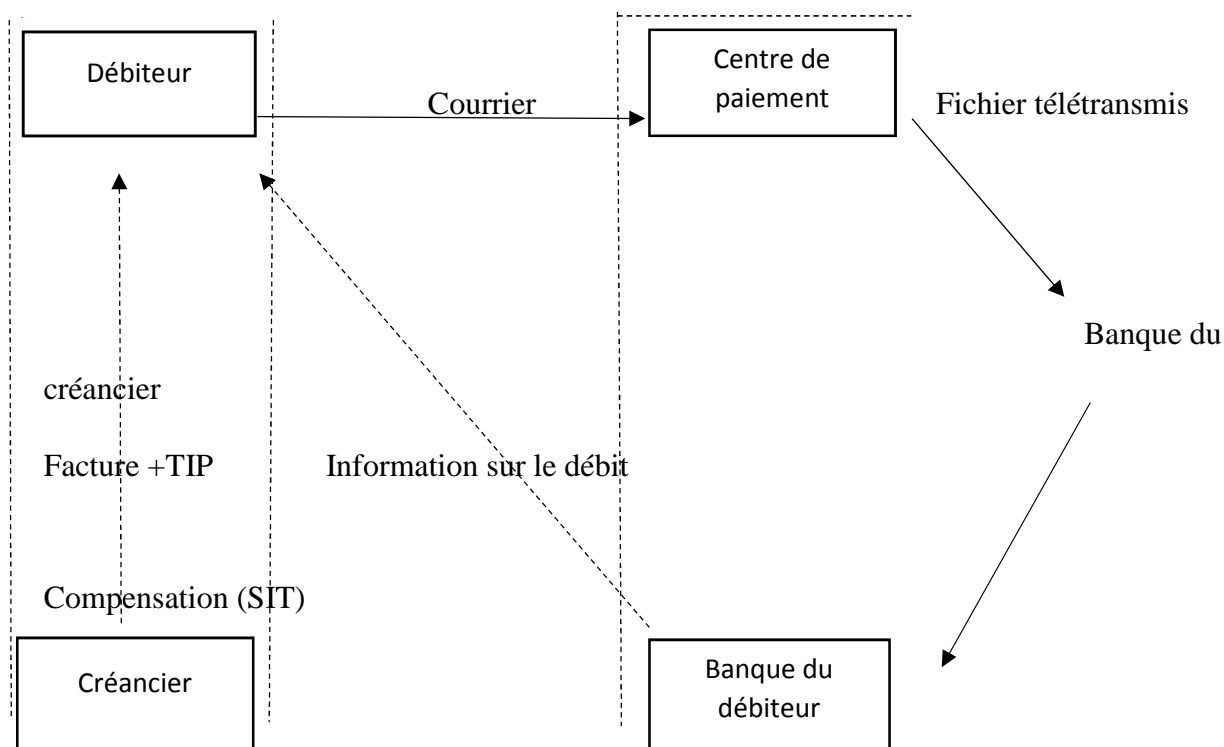 Débiteur
Centre de
paiement
Courrier
Fichier télétransmis
Banque du
créancier
Facture +TIP
Information sur le débit
Compensation (SIT)
Créancier
Banque du
débiteur